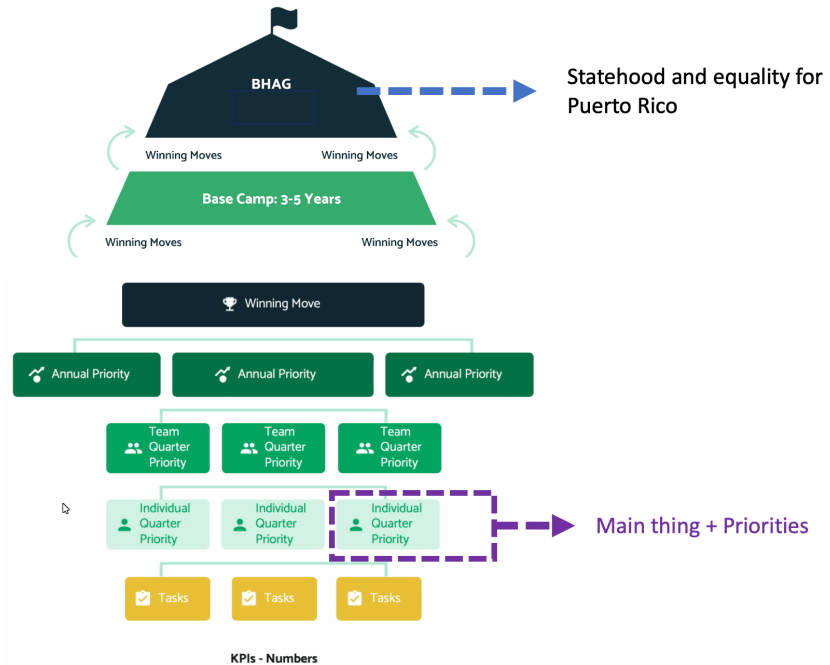 BHAG
Statehood and equality for
Puerto Rico
Winning Moves
Winning Moves
Base Camp: 3-5 Years
Winning Moves
Winning Moves
Winning Move
Annual Priority
Annual Priority
Annual Priority
Team
Quarter
Priority
Team
Quarter
Priority
Team
Quarter
Priority
Individual
Quarter
Priority
Individual
Quarter
Priority
Individual
Quarter
Priority
Main thing + Priorities
Tasks
Tasks
Tasks
KPIs - Numbers